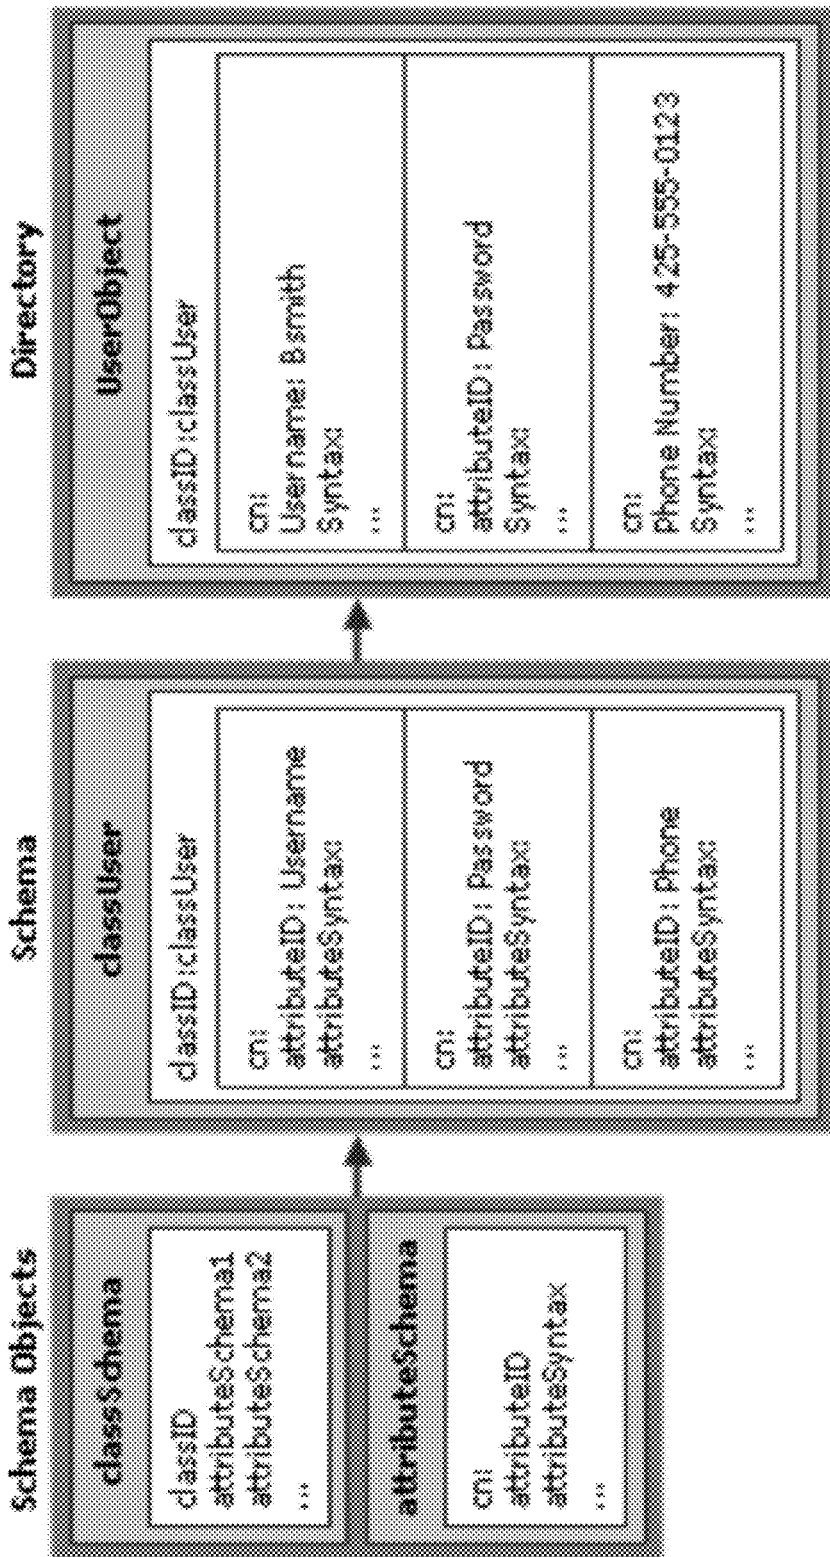 Schema Objects
classSchema
classID
attributeSchema1
attributeSchema2
...
attributeSchema
cn:
attributeID
attributeSyntax
...
Schema
classUser
classID:classUser
cn:
attributeID: Username
attributeSyntax:
...
cn:
attributeID: Password
attributeSyntax:
...
cn:
attributeID: Phone
attributeSyntax:
...
Directory
UserObject
classID:classUser
cn:
Username: Bsmith
Syntax:
...
cn:
attributeID: Password
Syntax:
...
cn:
Phone Number: 425-555-0123
Syntax:
...